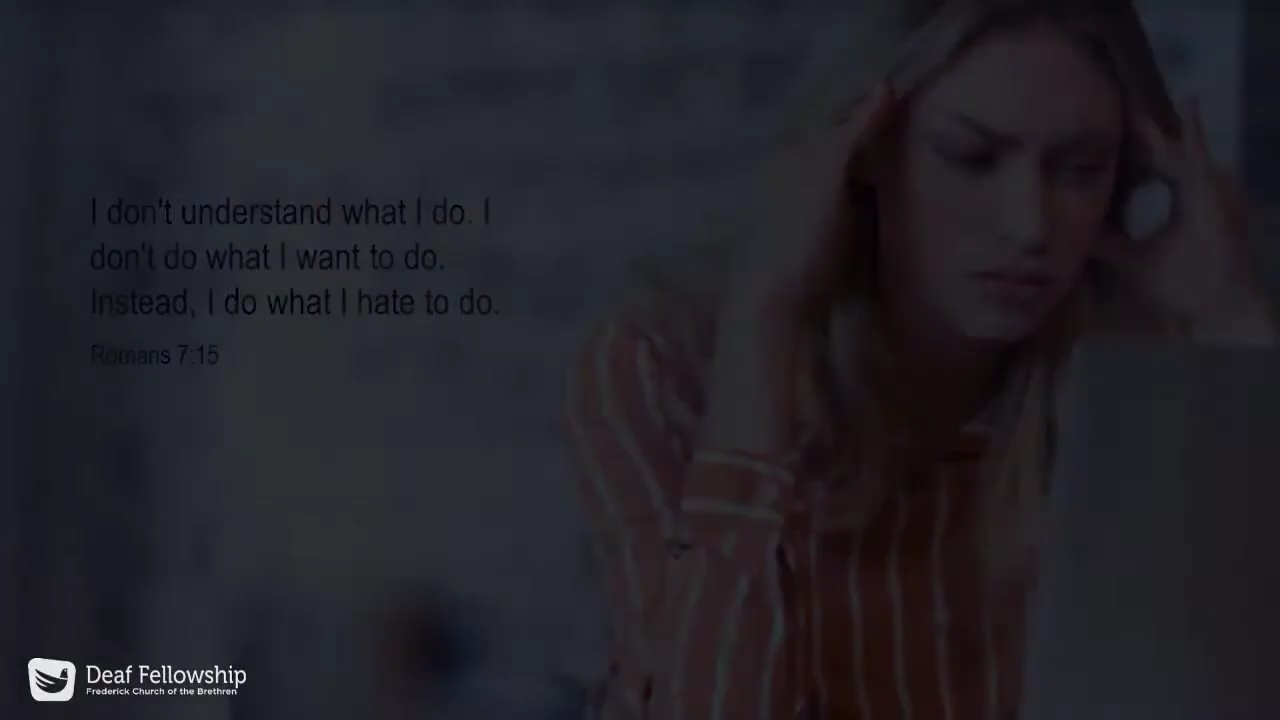 I don't understand what I do. I
don't do what I want to do.
Instead, I do what I hate to do.
Romans 7:15
Deaf Fellowship
Frederick Church of the Brethren